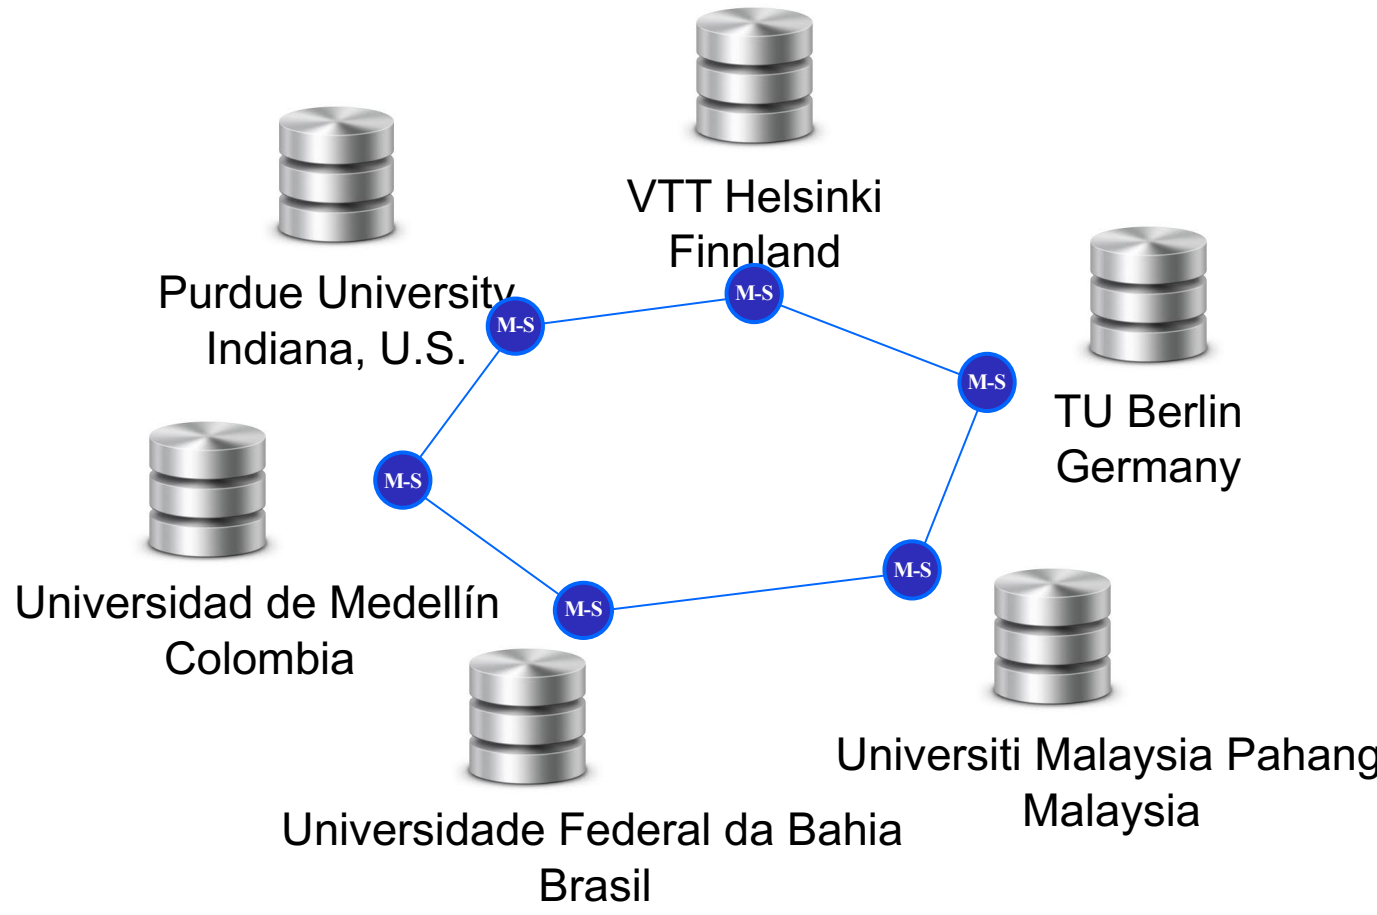 VTT Helsinki
Finnland
Purdue University
Indiana, U.S.
M-S
M-S
M-S
TU Berlin
Germany
M-S
Universidad de Medellín
Colombia
M-S
M-S
Universiti Malaysia Pahang
Malaysia
Universidade Federal da Bahia
Brasil